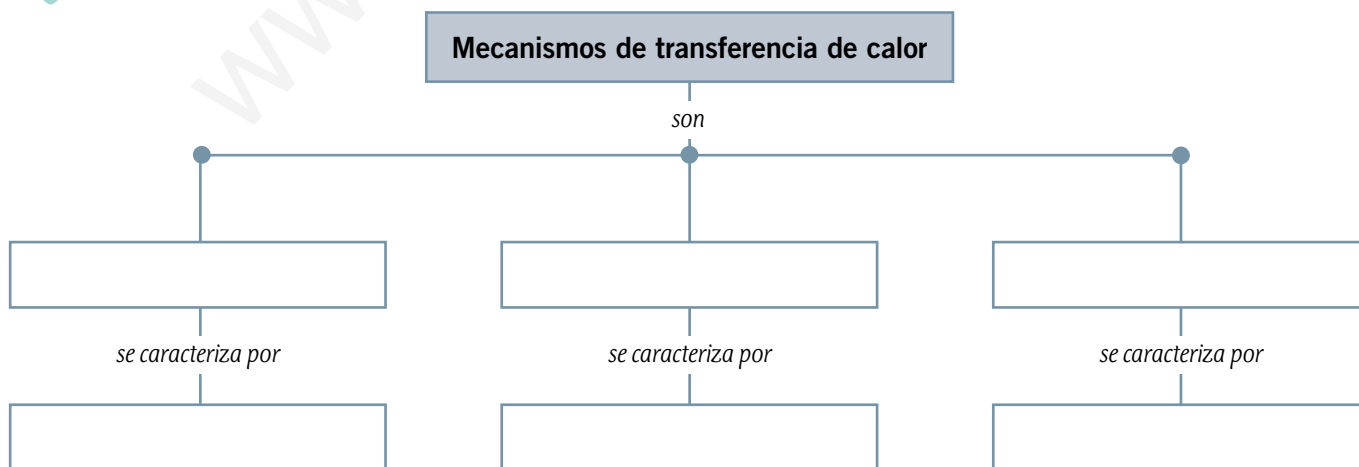 Mecanismos de transferencia de calor
son
se caracteriza por
se caracteriza por
se caracteriza por